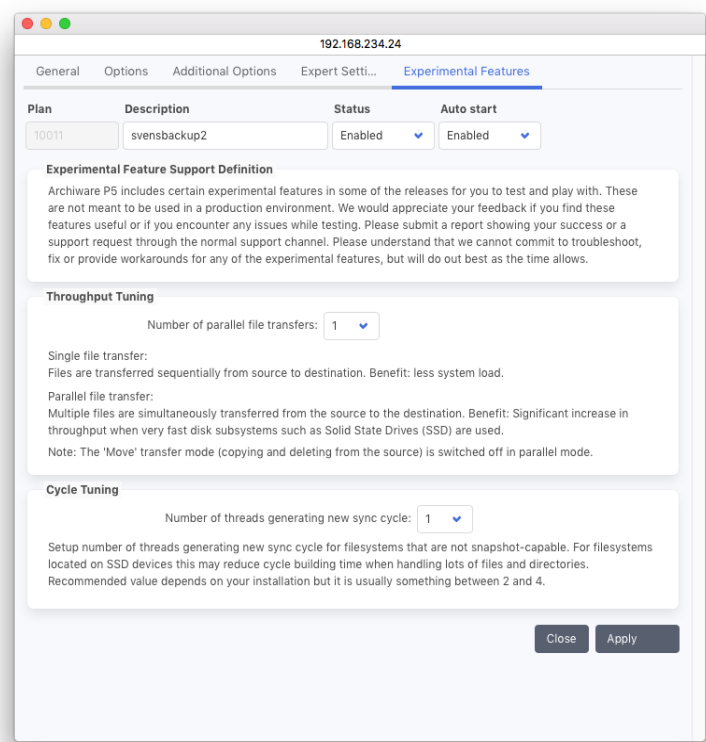 192.168.234.24
General Options Additional Options Expert Setti... Experimental Features
Plan Description Status Auto start
10011 svensbackup2 Enabled Enabled
Experimental Feature Support Definition
Archiware P5 includes certain experimental features in some of the releases for you to test and play with. These
are not meant to be used in a production environment. We would appreciate your feedback if you find these
features useful or if you encounter any issues while testing. Please submit a report showing your success or a
support request through the normal support channel. Please understand that we cannot commit to troubleshoot,
fix or provide workarounds for any of the experimental features, but will do out best as the time allows.
Throughput Tuning
Number of parallel file transfers: 1
Single file transfer:
Files are transferred sequentially from source to destination. Benefit: less system load.
Parallel file transfer:
Multiple files are simultaneously transferred from the source to the destination. Benefit: Significant increase in
throughput when very fast disk subsystems such as Solid State Drives (SSD) are used.
Note: The 'Move' transfer mode (copying and deleting from the source) is switched off in parallel mode.
Cycle Tuning
Number of threads generating new sync cycle: 1
Setup number of threads generating new sync cycle for filesystems that are not snapshot-capable. For filesystems
located on SSD devices this may reduce cycle building time when handling lots of files and directories.
Recommended value depends on your installation but it is usually something between 2 and 4.
Close Apply